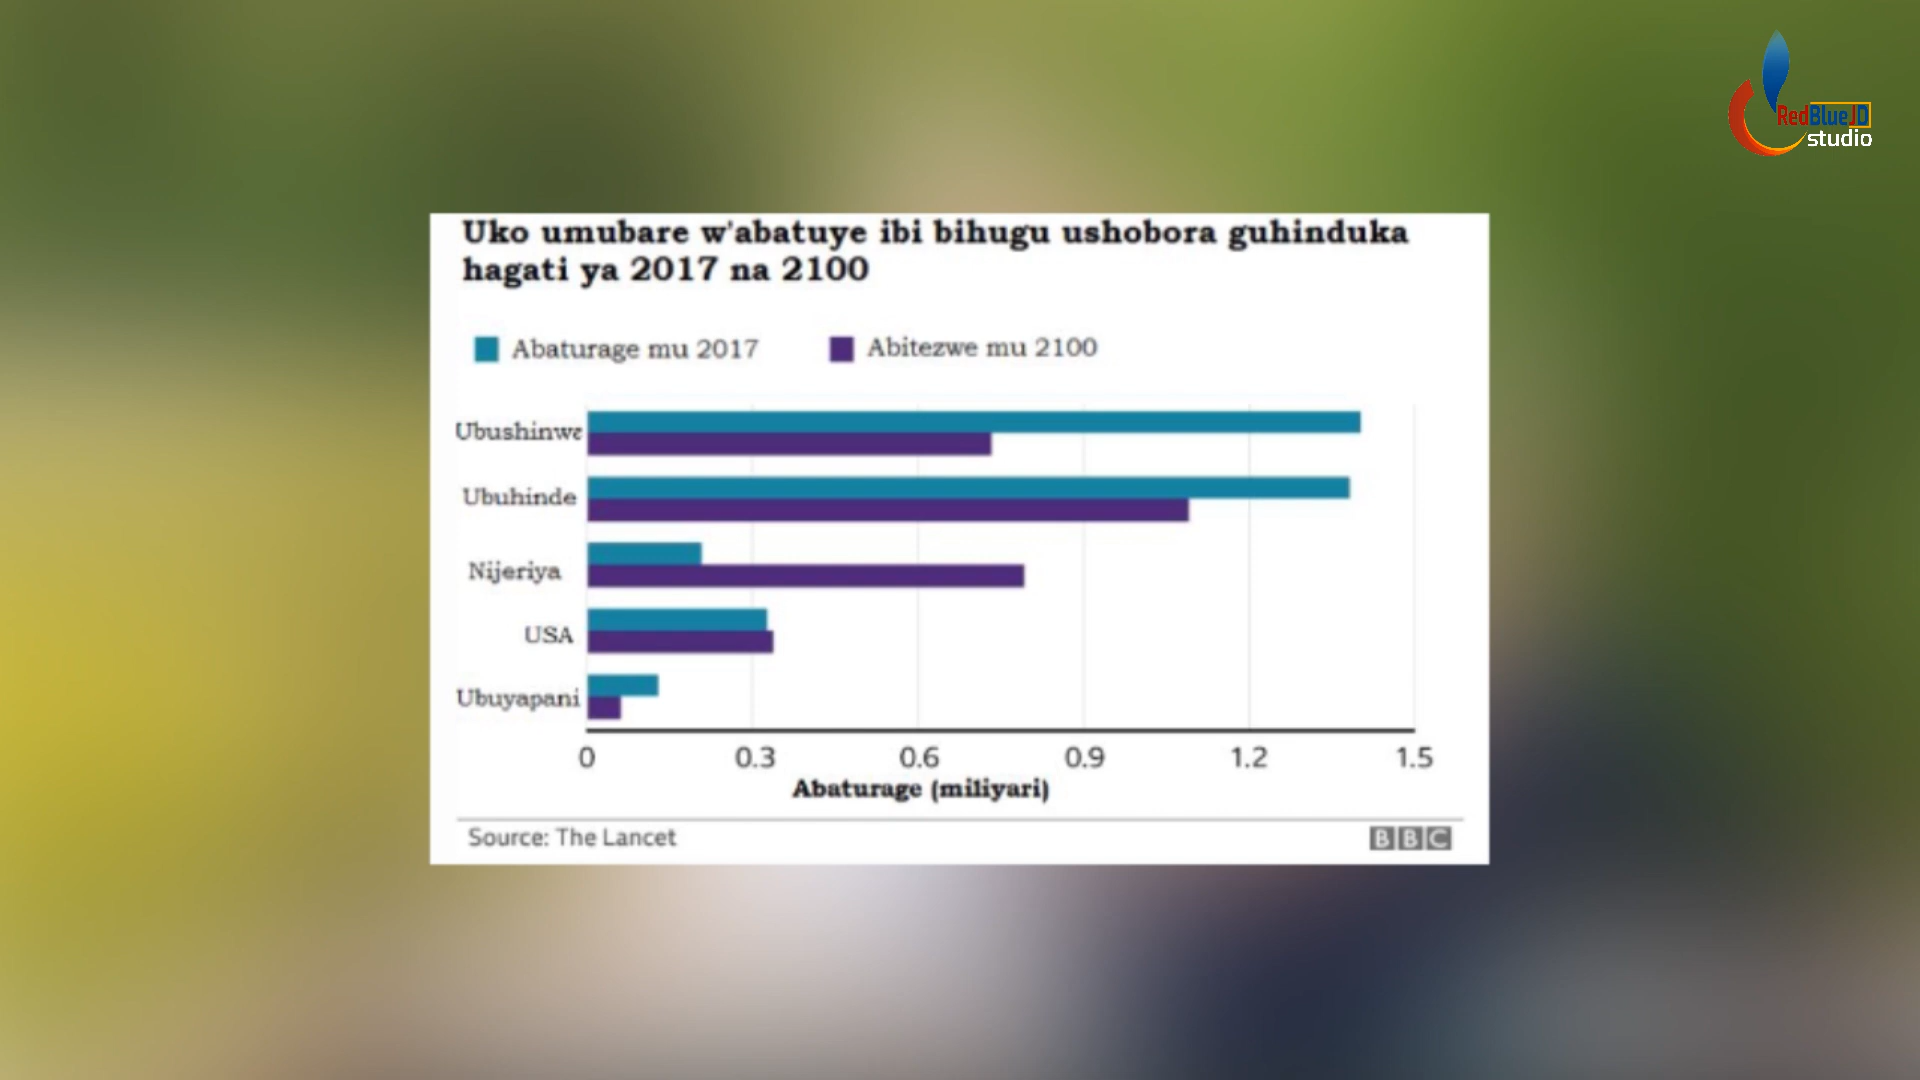 RedBlueJD
studio
Uko umubare w'abatuye ibi bihugu ushobora guhinduka
hagati ya 2017 na 2100
Abaturage mu 2017
Abitezwe mu 2100
Ubushinwe
Ubuhinde
Nijeriya
USA
Ubuyapani
0 0.3 0.6 0.9 1.2 1.5
Abaturage (miliyari)
Source: The Lancet
BBC